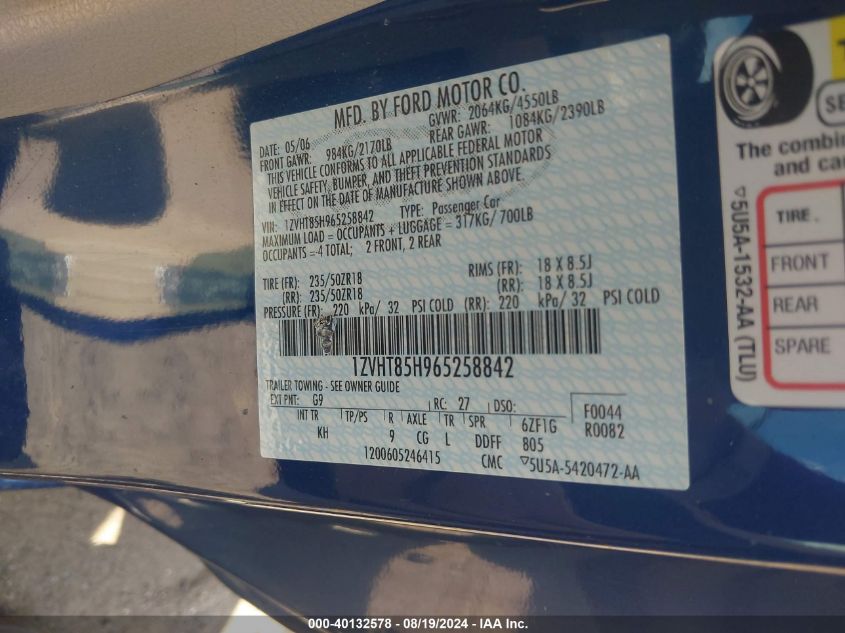 MFD. BY FORD MOTOR CO.
DATE: 05/06
GVWR: 2064KG/4550LB
FRONT GAWR: 984KG/2170LB
REAR GAWR: 1084KG/2390LB
THIS VEHICLE CONFORMS TO ALL APPLICABLE FEDERAL MOTOR
VEHICLE SAFETY, BUMPER, AND THEFT PREVENTION STANDARDS
IN EFFECT ON THE DATE OF MANUFACTURE SHOWN ABOVE.
VIN: 1ZVHT85H965258842 TYPE: Passenger Car
MAXIMUM LOAD = OCCUPANTS + LUGGAGE = 317KG/ 700LB
OCCUPANTS = 4 TOTAL; 2 FRONT, 2 REAR
TIRE (FR): 235/50ZR18 RIMS (FR): 18 X 8.5J
(RR): 235/50ZR18 (RR): 18 X 8.5J
PRESSURE (FR): 220 kPa/ 32 PSI COLD (RR): 220 kPa/ 32 PSI COLD
1ZVHT85H965258842
TRAILER TOWING - SEE OWNER GUIDE
EXT PNT: G9 RC: 27 DSO: F0044
INT TR TP/PS R AXLE TR SPR 6ZF1G R0082
KH 9 CG L DDFF 805
1200605246415 CMC ▽5U5A-5420472-AA
The combin
and ca
TIRE
FRONT
REAR
SPARE
▽5U5A-1532-AA (TLU)
000-40132578 - 08/19/2024 - IAA Inc.